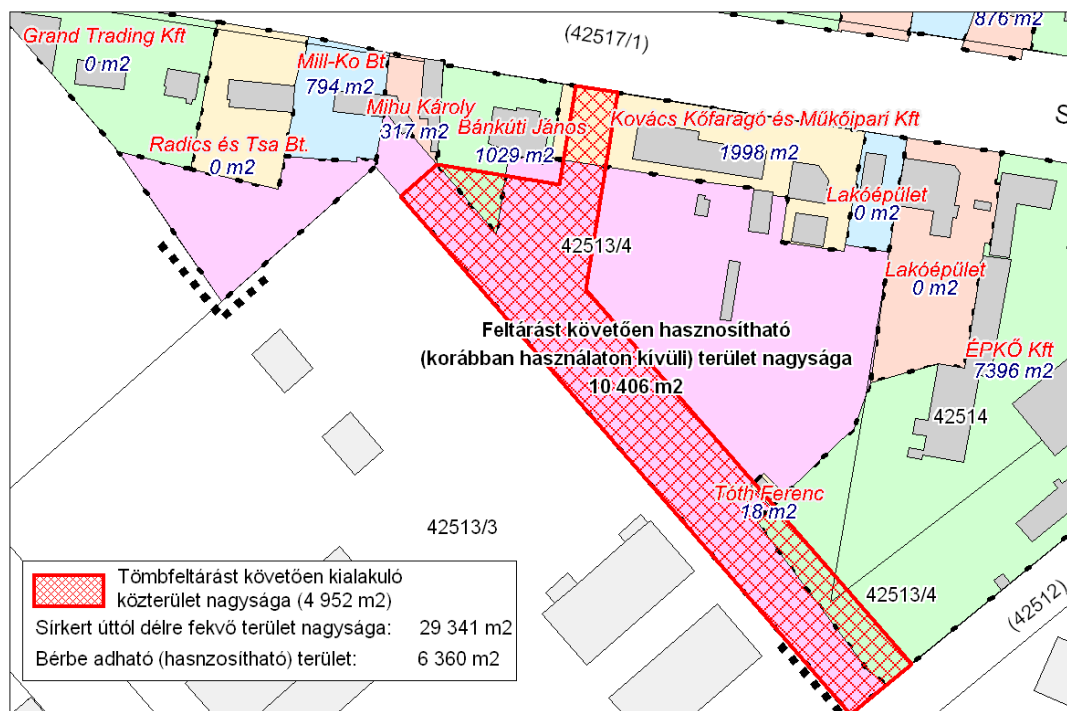 876 m2
(42517/1)
Grand Trading Kft
0 m2
Mill-Ko Bt
794 m2
Mihu Károly
317 m2
Bánkúti János
1029 m2
Kovács Kőfaragó és Műkőipari Kft
1998 m2
S
Radics és Tsa Bt.
0 m2
Lakóépület
0 m2
42513/4
Lakóépület
0 m2
Feltárást követően hasznosítható
(korábban használaton kívüli) terület nagysága
10 406 m2
ÉPKŐ Kft
7396 m2
42514
Tóth Ferenc
18 m2
42513/3
42513/4
(42512)
Tömbfeltárást követően kialakuló
közterület nagysága (4 952 m2)
Sírkert úttól délre fekvő terület nagysága: 29 341 m2
Bérbe adható (hasnzosítható) terület: 6 360 m2